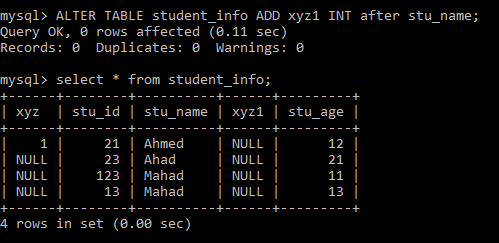 mysql> ALTER TABLE student_info ADD xyz1 INT after stu_name;
Query OK, 0 rows affected (0.11 sec)
Records: 0  Duplicates: 0  Warnings: 0
mysql> select * from student_info;
+------+--------+----------+------+---------+
| xyz  | stu_id | stu_name | xyz1 | stu_age |
+------+--------+----------+------+---------+
|    1 |     21 | Ahmed    | NULL |      12 |
| NULL |     23 | Ahad     | NULL |      21 |
| NULL |    123 | Mahad    | NULL |      11 |
| NULL |     13 | Mahad    | NULL |      13 |
+------+--------+----------+------+---------+
4 rows in set (0.00 sec)